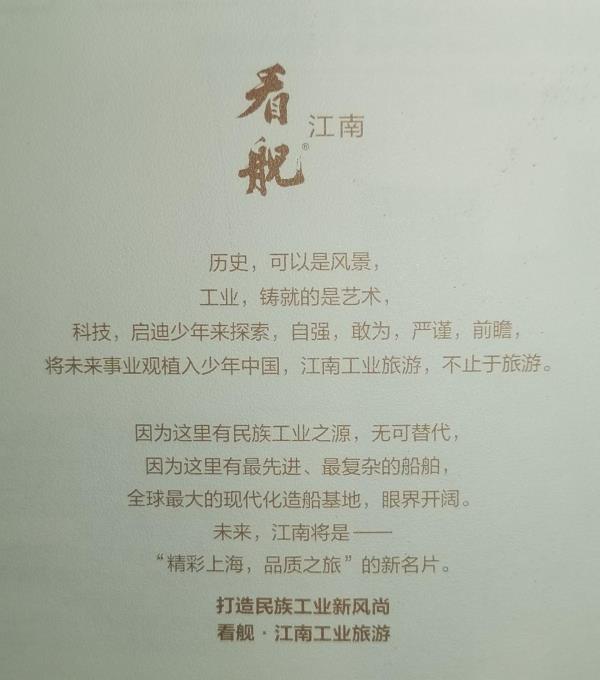 看舰®
江南
历史，可以是风景，
工业，铸就的是艺术，
科技，启迪少年来探索，自强，敢为，严谨，前瞻，
将未来事业观植入少年中国，江南工业旅游，不止于旅游。
因为这里有民族工业之源，无可替代，
因为这里有最先进、最复杂的船舶，
全球最大的现代化造船基地，眼界开阔。
未来，江南将是——
“精彩上海，品质之旅”的新名片。
打造民族工业新风尚
看舰·江南工业旅游